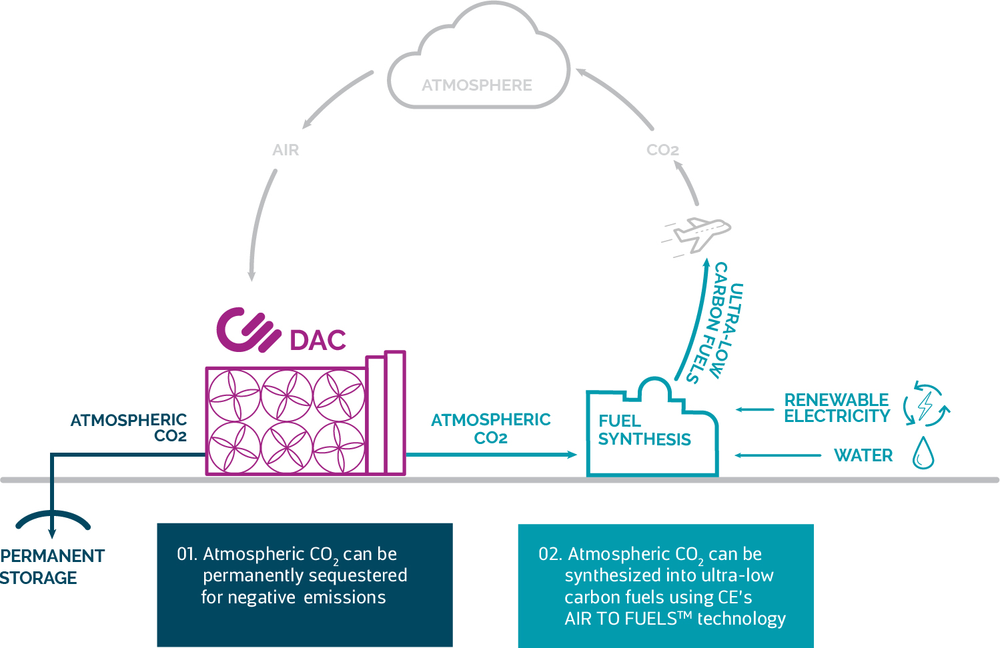 ATMOSPHERE
AIR
CO2
DAC
ULTRA-LOW
CARBON FUELS
ATMOSPHERIC
CO2
ATMOSPHERIC
CO2
FUEL
SYNTHESIS
RENEWABLE
ELECTRICITY
WATER
PERMANENT
STORAGE
01. Atmospheric CO₂ can be
permanently sequestered
for negative emissions
02. Atmospheric CO₂ can be
synthesized into ultra-low
carbon fuels using CE's
AIR TO FUELS™ technology